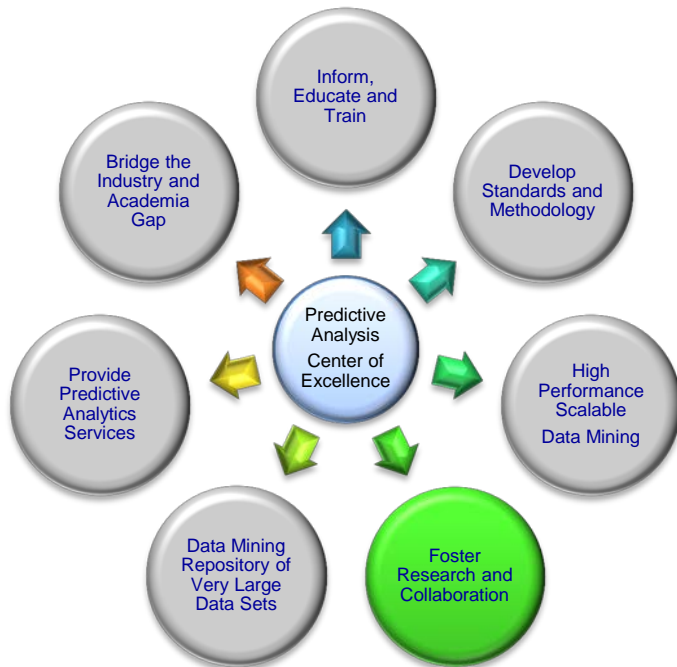 Inform,
Educate and
Train
Develop
Standards and
Methodology
High
Performance
Scalable
Data Mining
Foster
Research and
Collaboration
Data Mining
Repository of
Very Large
Data Sets
Provide
Predictive
Analytics
Services
Bridge the
Industry and
Academia
Gap
Predictive
Analysis
Center of
Excellence